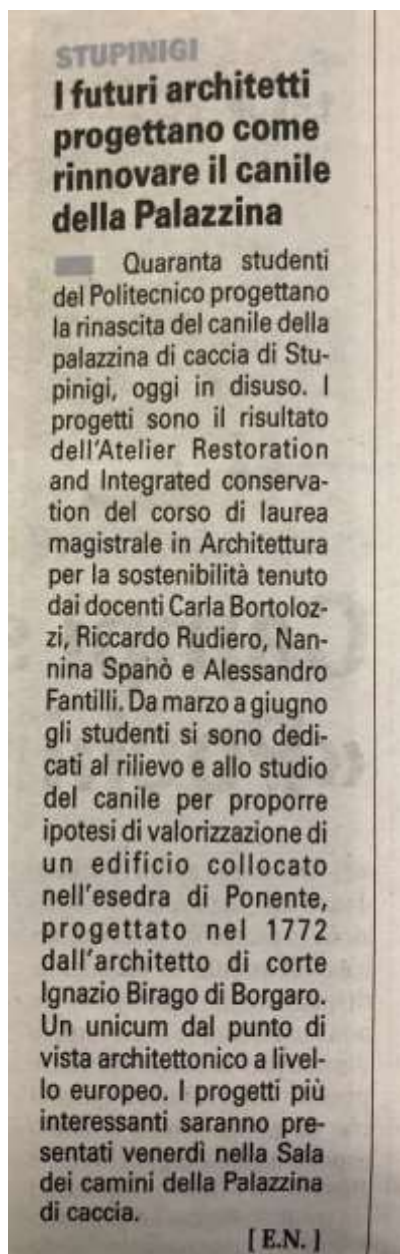 STUPINIGI
I futuri architetti
progettano come
rinnovare il canile
della Palazzina
Quaranta studenti
del Politecnico progettano
la rinascita del canile della
palazzina di caccia di Stu-
pinigi, oggi in disuso. I
progetti sono il risultato
dell'Atelier Restoration
and Integrated conserva-
tion del corso di laurea
magistrale in Architettura
per la sostenibilità tenuto
dai docenti Carla Bortoloz-
zi, Riccardo Rudiero, Nan-
nina Spanò e Alessandro
Fantilli. Da marzo a giugno
gli studenti si sono dedi-
cati al rilievo e allo studio
del canile per proporre
ipotesi di valorizzazione di
un edificio collocato
nell'esedra di Ponente,
progettato nel 1772
dall'architetto di corte
Ignazio Birago di Borgaro.
Un unicum dal punto di
vista architettonico a livel-
lo europeo. I progetti più
interessanti saranno pre-
sentati venerdì nella Sala
dei camini della Palazzina
di caccia.
[ E.N. ]